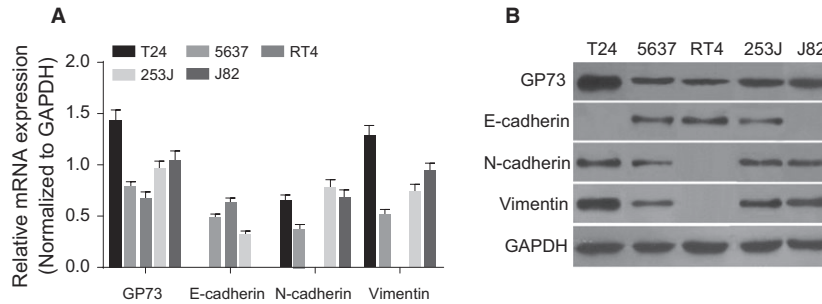 A
Relative mRNA expression
(Normalized to GAPDH)
2.0
1.5
1.0
0.5
0.0
T24 5637 RT4
253J J82
GP73 E-cadherin N-cadherin Vimentin
B
T24 5637 RT4 253J J82
GP73
E-cadherin
N-cadherin
Vimentin
GAPDH